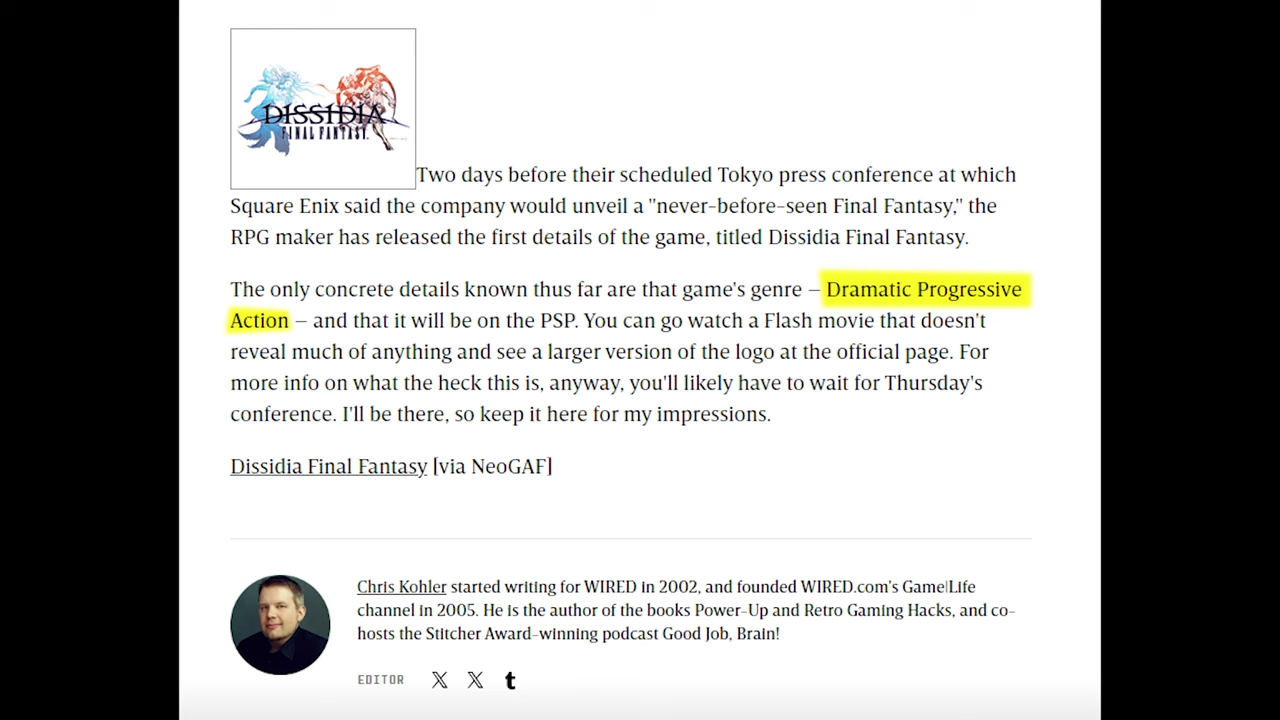 DISSIDIA
FINAL FANTASY.
Two days before their scheduled Tokyo press conference at which
Square Enix said the company would unveil a "never-before-seen Final Fantasy," the
RPG maker has released the first details of the game, titled Dissidia Final Fantasy.
The only concrete details known thus far are that game's genre – Dramatic Progressive
Action – and that it will be on the PSP. You can go watch a Flash movie that doesn't
reveal much of anything and see a larger version of the logo at the official page. For
more info on what the heck this is, anyway, you'll likely have to wait for Thursday's
conference. I'll be there, so keep it here for my impressions.
Dissidia Final Fantasy [via NeoGAF]
Chris Kohler started writing for WIRED in 2002, and founded WIRED.com's Game|Life
channel in 2005. He is the author of the books Power-Up and Retro Gaming Hacks, and co-
hosts the Stitcher Award-winning podcast Good Job, Brain!
EDITOR X X t